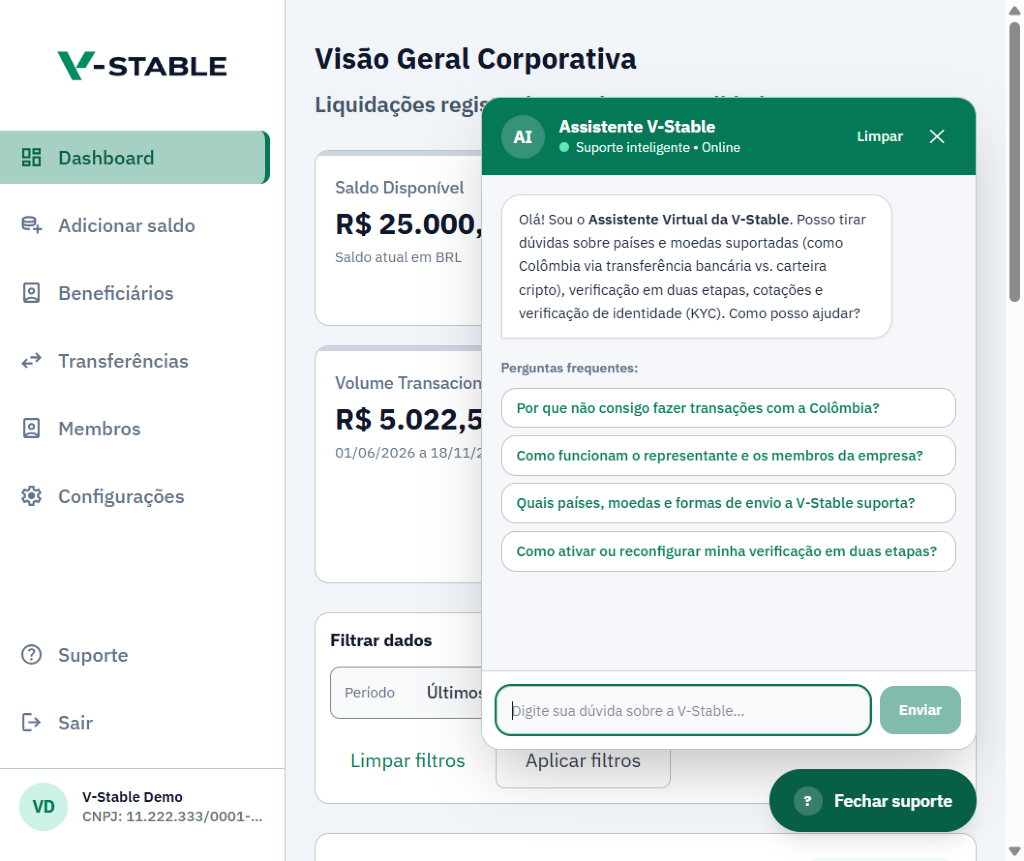 V-STABLE
Dashboard
Adicionar saldo
Beneficiários
Transferências
Membros
Configurações
Suporte
Sair
VD
V-Stable Demo
CNPJ: 11.222.333/0001-...
Visão Geral Corporativa
Liquidações regis
Saldo Disponível
R$ 25.000,
Saldo atual em BRL
Volume Transacion
R$ 5.022,5
01/06/2026 a 18/11/2
Filtrar dados
Período
Últimos
Limpar filtros
Aplicar filtros
AI
Assistente V-Stable
Suporte inteligente • Online
Limpar
Olá! Sou o Assistente Virtual da V-Stable. Posso tirar
dúvidas sobre países e moedas suportadas (como
Colômbia via transferência bancária vs. carteira
cripto), verificação em duas etapas, cotações e
verificação de identidade (KYC). Como posso ajudar?
Perguntas frequentes:
Por que não consigo fazer transações com a Colômbia?
Como funcionam o representante e os membros da empresa?
Quais países, moedas e formas de envio a V-Stable suporta?
Como ativar ou reconfigurar minha verificação em duas etapas?
Digite sua dúvida sobre a V-Stable...
Enviar
? Fechar suporte